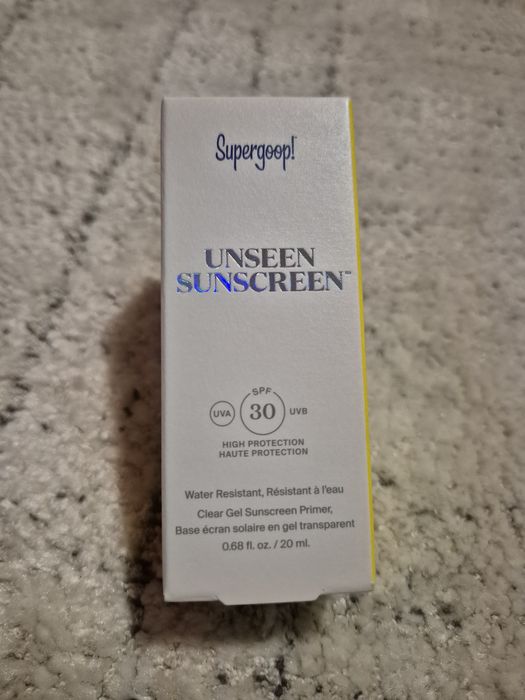 Supergoop!
UNSEEN
SUNSCREEN™
SPF
UVA 30 UVB
HIGH PROTECTION
HAUTE PROTECTION
Water Resistant, Résistant à l'eau
Clear Gel Sunscreen Primer,
Base écran solaire en gel transparent
0.68 fl. oz. / 20 ml.